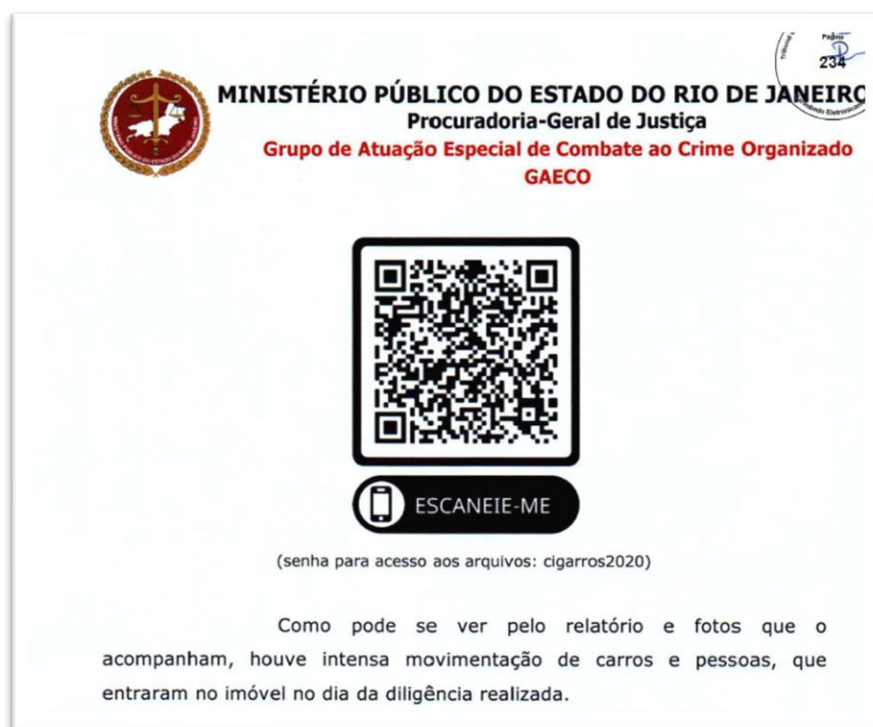 Página
234
MINISTÉRIO PÚBLICO DO ESTADO DO RIO DE JANEIRO
Procuradoria-Geral de Justiça
Grupo de Atuação Especial de Combate ao Crime Organizado
GAECO
ESCANEIE-ME
(senha para acesso aos arquivos: cigarros2020)
Como pode se ver pelo relatório e fotos que o
acompanham, houve intensa movimentação de carros e pessoas, que
entraram no imóvel no dia da diligência realizada.